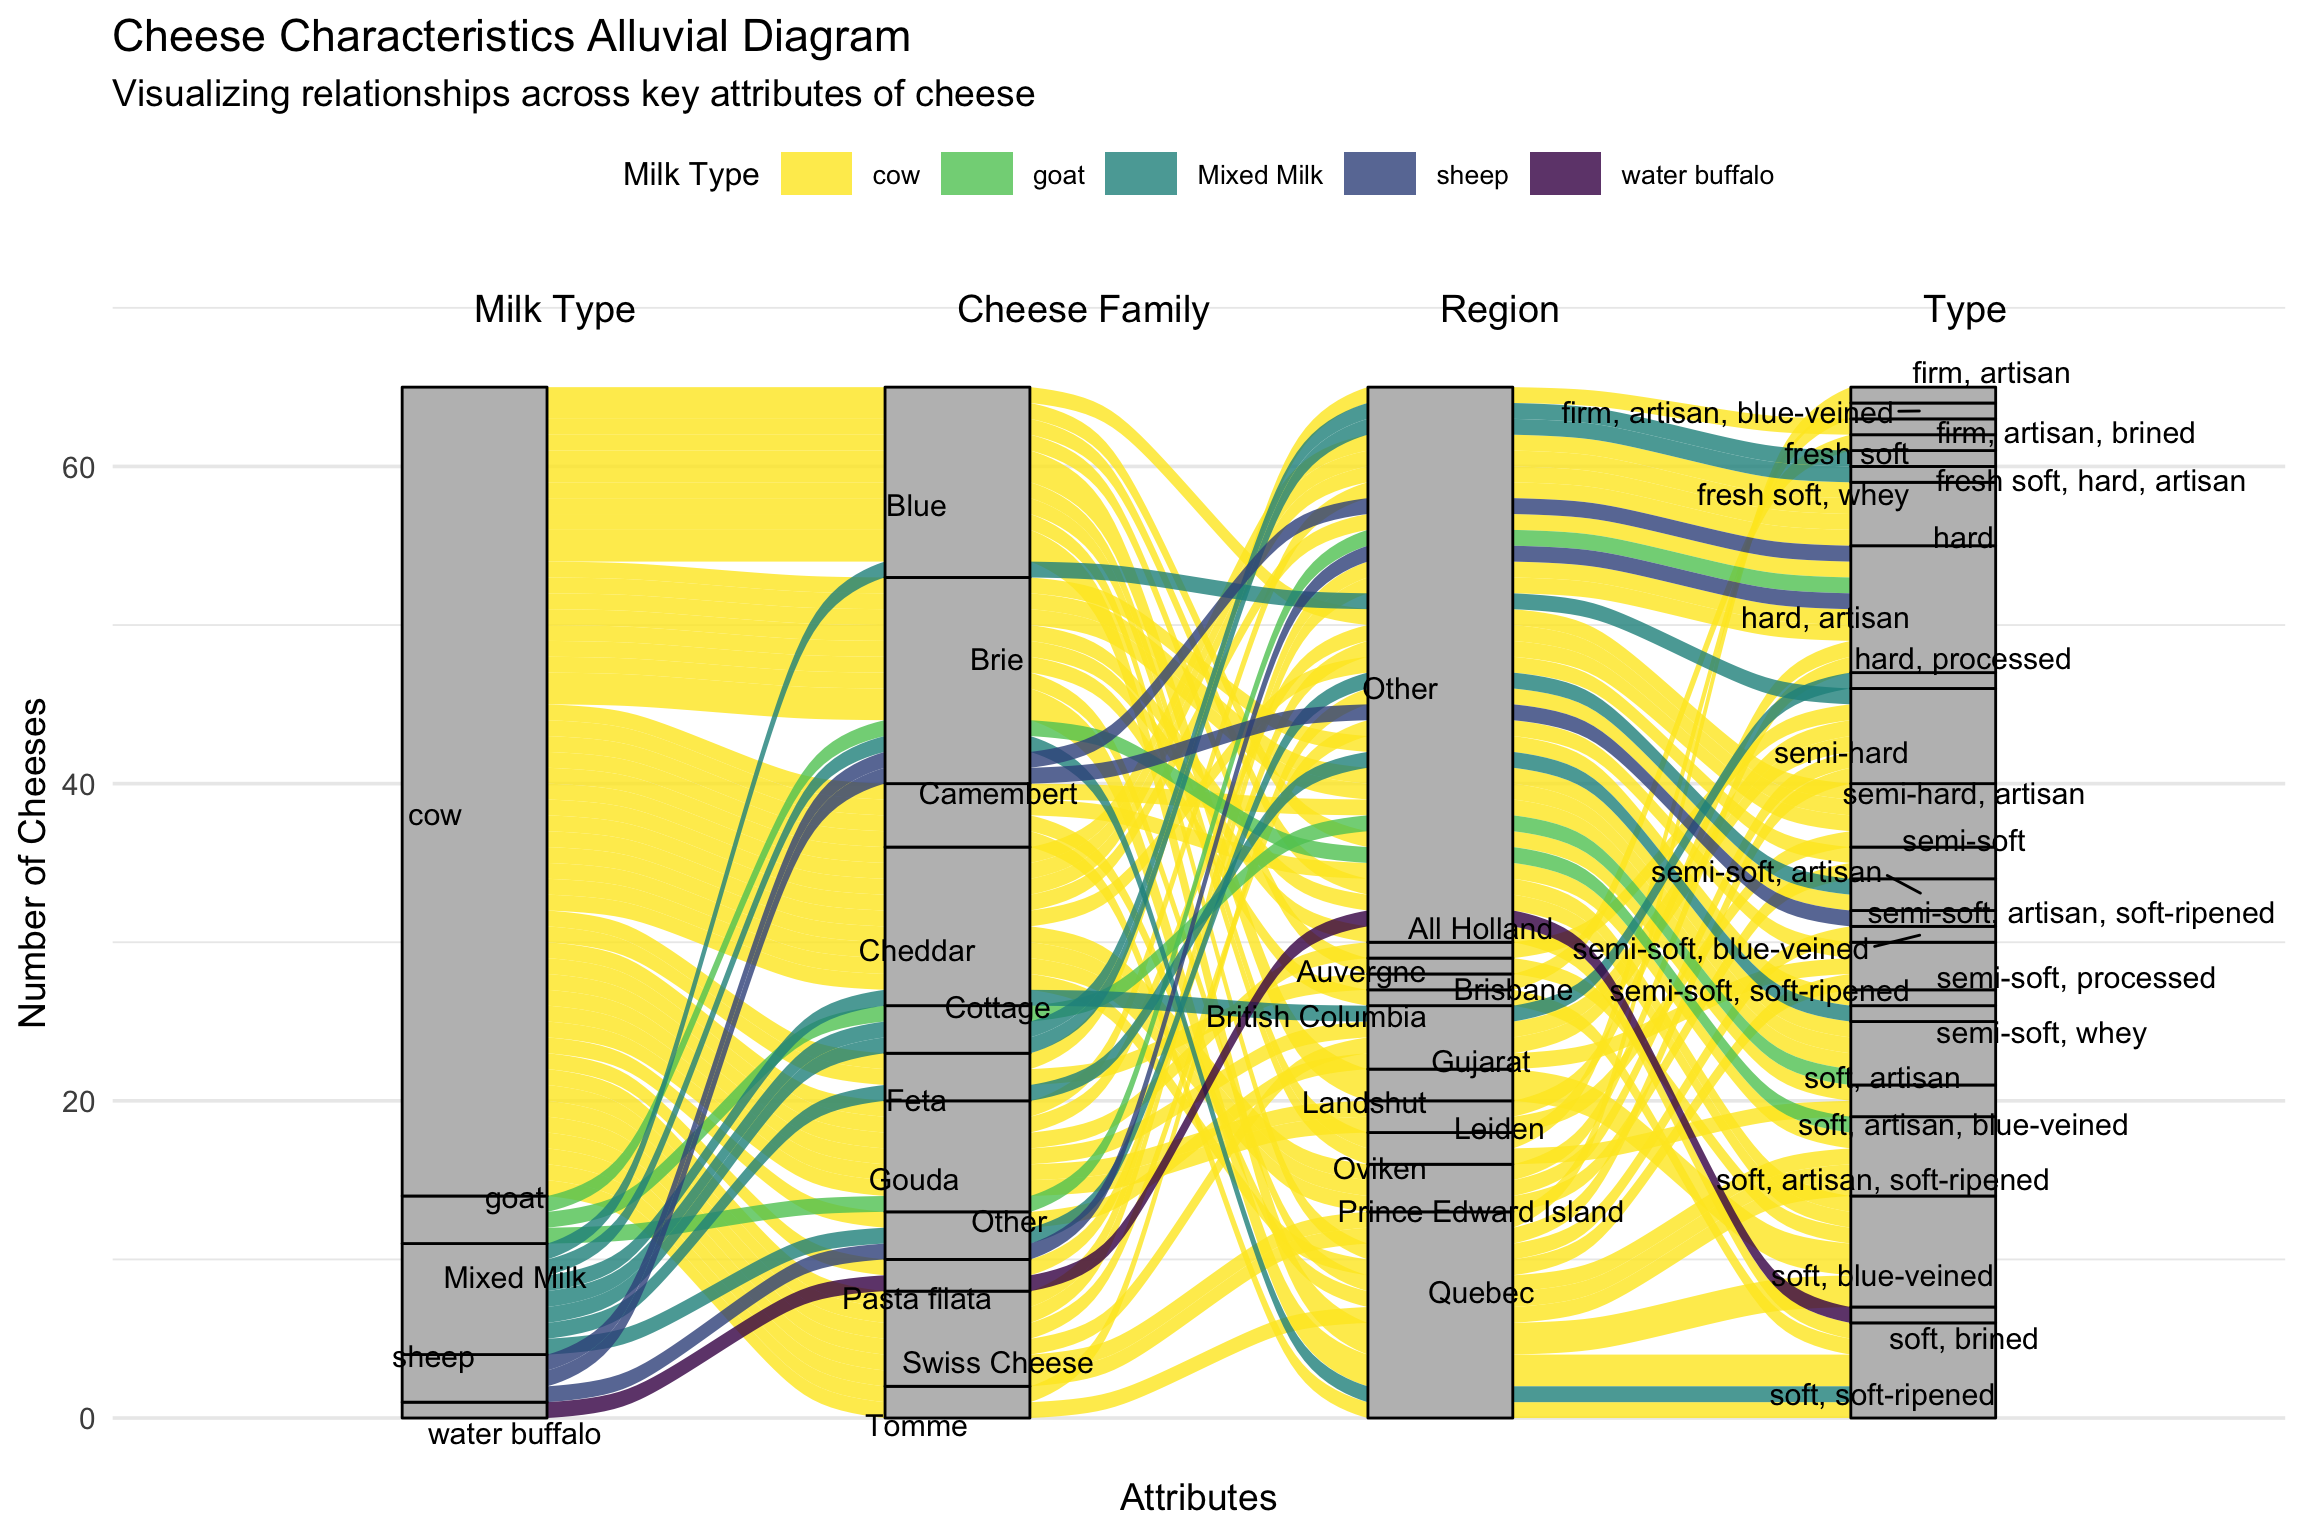 Cheese Characteristics Alluvial Diagram
Visualizing relationships across key attributes of cheese
Milk Type cow goat Mixed Milk sheep water buffalo
Milk Type
Cheese Family
Region
Type
Number of Cheeses
60
40
20
0
cow
goat
Mixed Milk
sheep
water buffalo
Blue
Brie
Camembert
Cheddar
Cottage
Feta
Gouda
Other
Pasta filata
Swiss Cheese
Tomme
Other
All Holland
Auvergne
Brisbane
British Columbia
Gujarat
Landshut
Leiden
Oviken
Prince Edward Island
Quebec
firm, artisan
firm, artisan, blue-veined
firm, artisan, brined
fresh soft
fresh soft, hard, artisan
fresh soft, whey
hard
hard, artisan
hard, processed
semi-hard
semi-hard, artisan
semi-soft
semi-soft, artisan
semi-soft, artisan, soft-ripened
semi-soft, blue-veined
semi-soft, processed
semi-soft, soft-ripened
semi-soft, whey
soft, artisan
soft, artisan, blue-veined
soft, artisan, soft-ripened
soft, blue-veined
soft, brined
soft, soft-ripened
Attributes